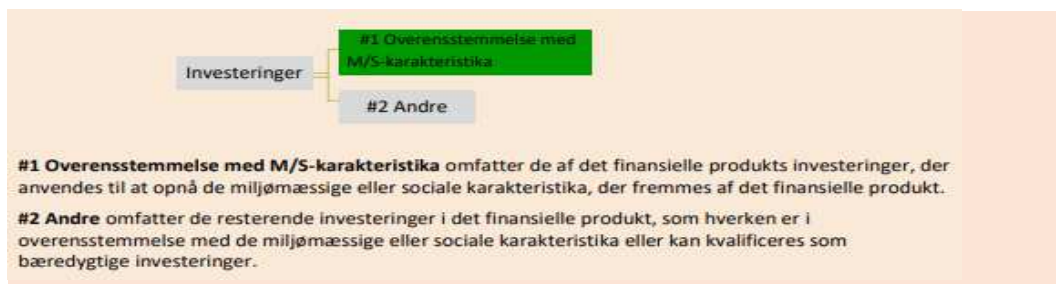 #1 Overensstemmelse med
M/S-karakteristika
Investeringer
#2 Andre
#1 Overensstemmelse med M/S-karakteristika omfatter de af det finansielle produkts investeringer, der
anvendes til at opnå de miljømæssige eller sociale karakteristika, der fremmes af det finansielle produkt.
#2 Andre omfatter de resterende investeringer i det finansielle produkt, som hverken er i
overensstemmelse med de miljømæssige eller sociale karakteristika eller kan kvalificeres som
bæredygtige investeringer.